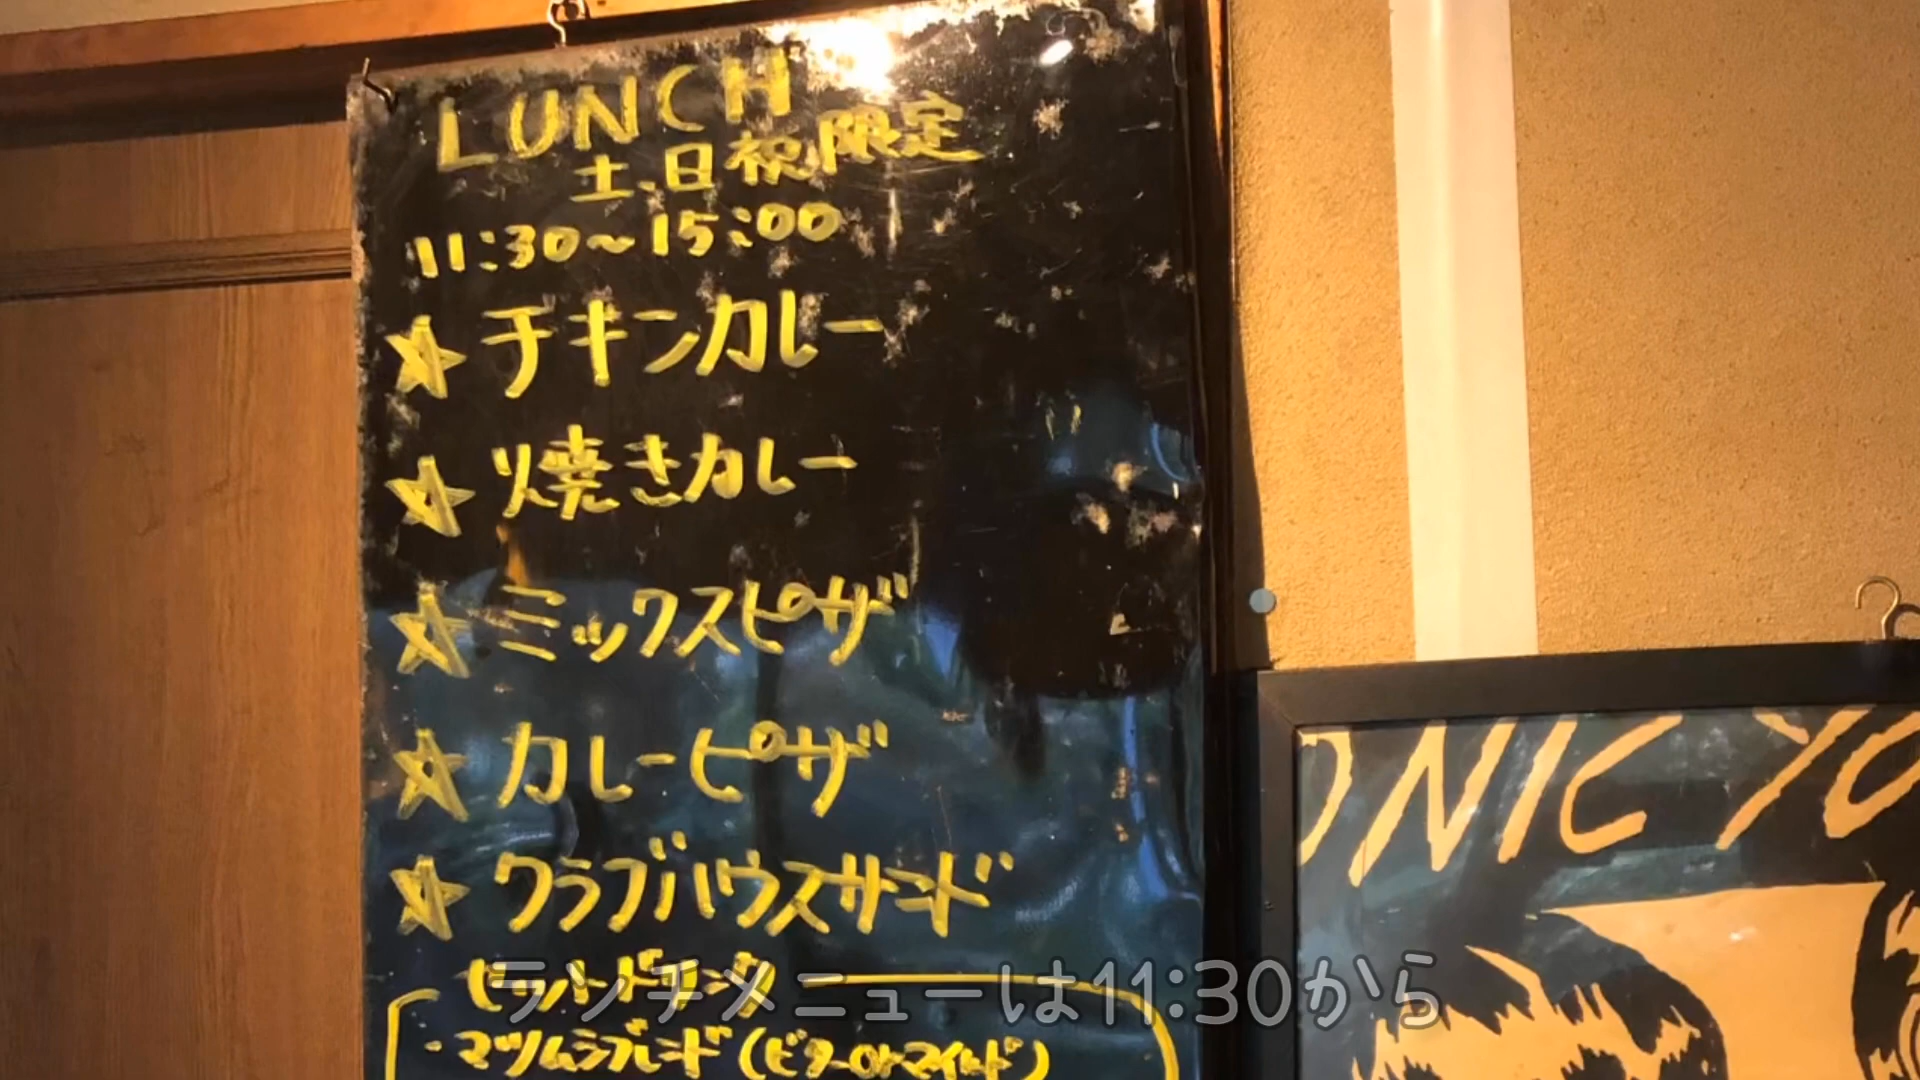 LUNCH
土.日祝限定
11:30〜15:00
☆ チキンカレー
☆ 焼きカレー
☆ ミックスピザ
☆ カレーピザ
☆ クラブハウスサンド
ランチメニューは11:30から
・マツムラブレンド(ビターorマイルド)
ONIC YO